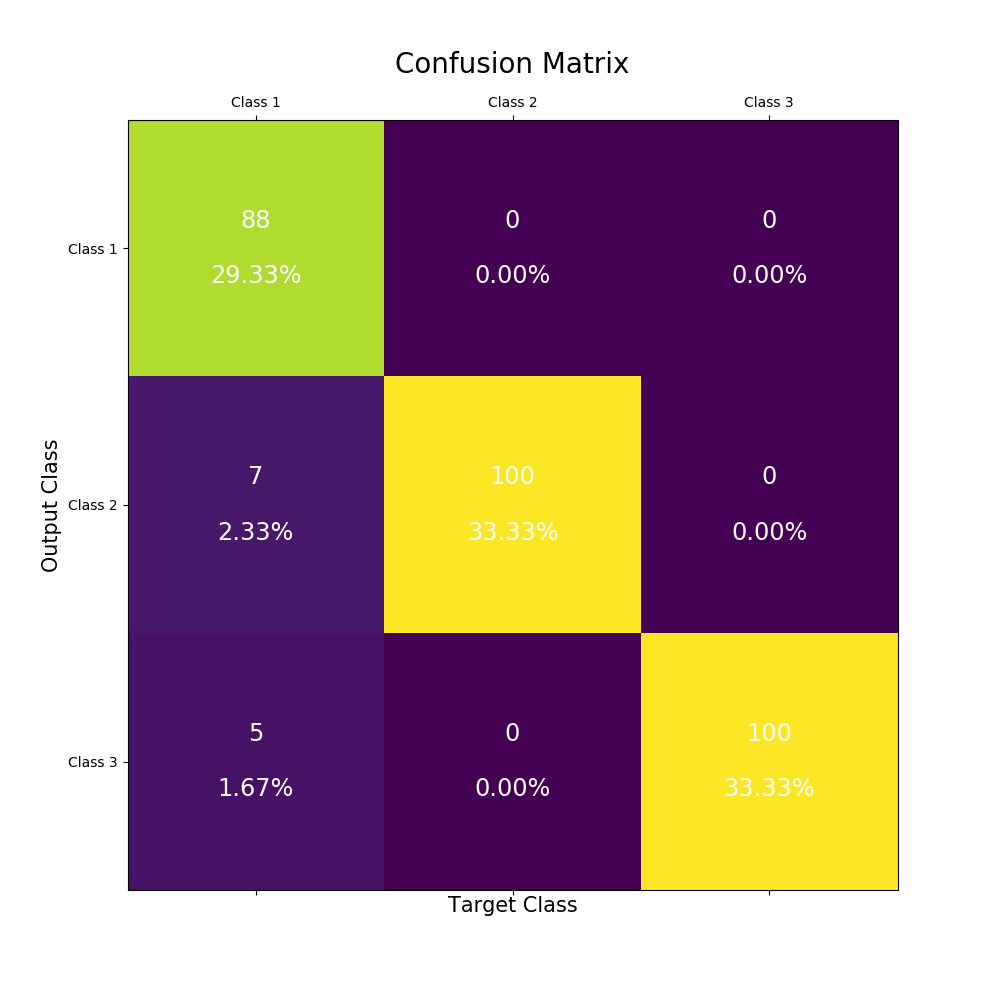 Confusion Matrix
Class 1 Class 2 Class 3
Class 1
88 0 0
29.33% 0.00% 0.00%
Output Class
Class 2
7 100 0
2.33% 33.33% 0.00%
Class 3
5 0 100
1.67% 0.00% 33.33%
Target Class